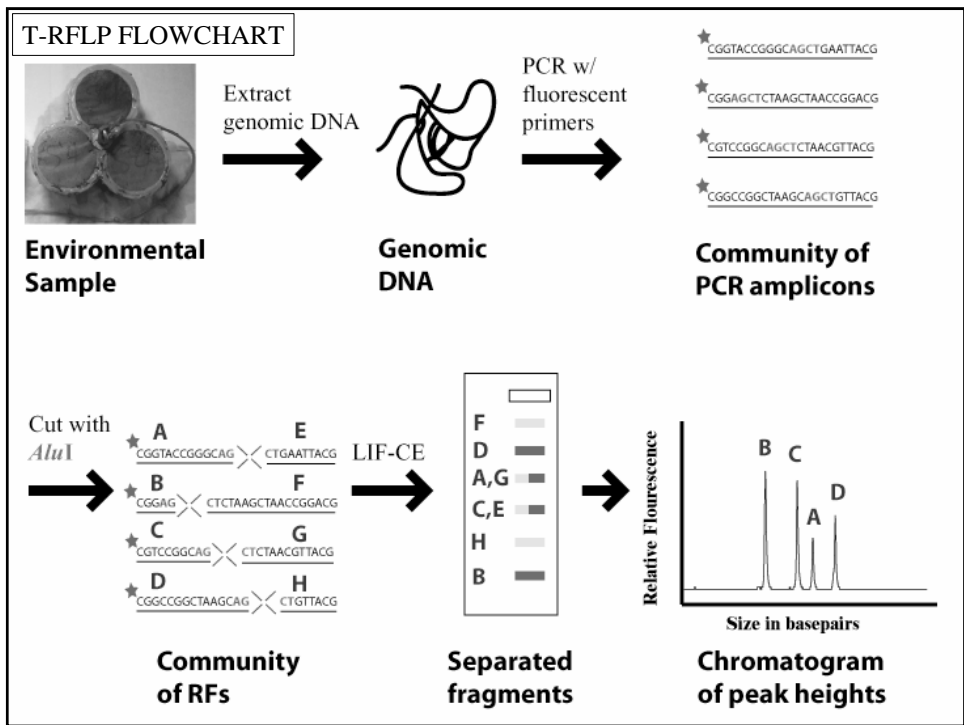 T-RFLP FLOWCHART
Extract
genomic DNA
PCR w/
fluorescent
primers
CGGTACCGGGCAGCTGAATTACG
CGGAGCTCTAAGCTAACCGGACG
CGTCCGGCAGCTCTAACGTTACG
CGGCCGGCTAAGCAGCTGTTACG
Environmental
Sample
Genomic
DNA
Community of
PCR amplicons
Cut with
AluI
A
E
CGGTACCGGGCAG
CTGAATTACG
B
F
CGGAG
CTCTAAGCTAACCGGACG
C
G
CGTCCGGCAG
CTCTAACGTTACG
D
H
CGGCCGGCTAAGCAG
CTGTTACG
Community
of RFs
LIF-CE
F
D
A,G
C,E
H
B
Separated
fragments
Relative Flourescence
B
C
A
D
Size in basepairs
Chromatogram
of peak heights